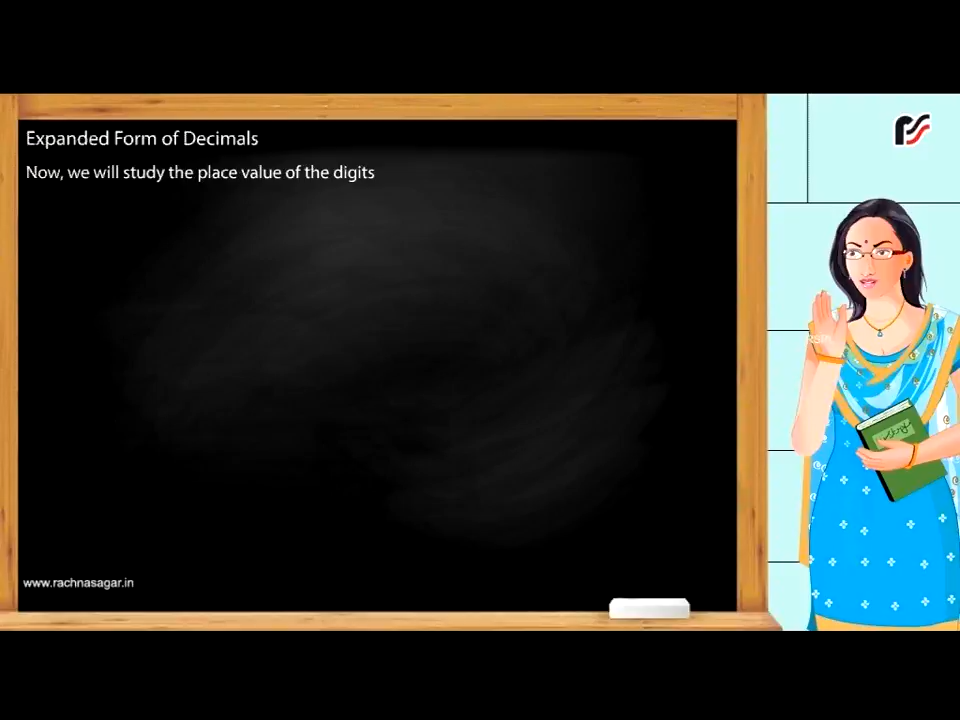 Expanded Form of Decimals
Now, we will study the place value of the digits
www.rachnasagar.in